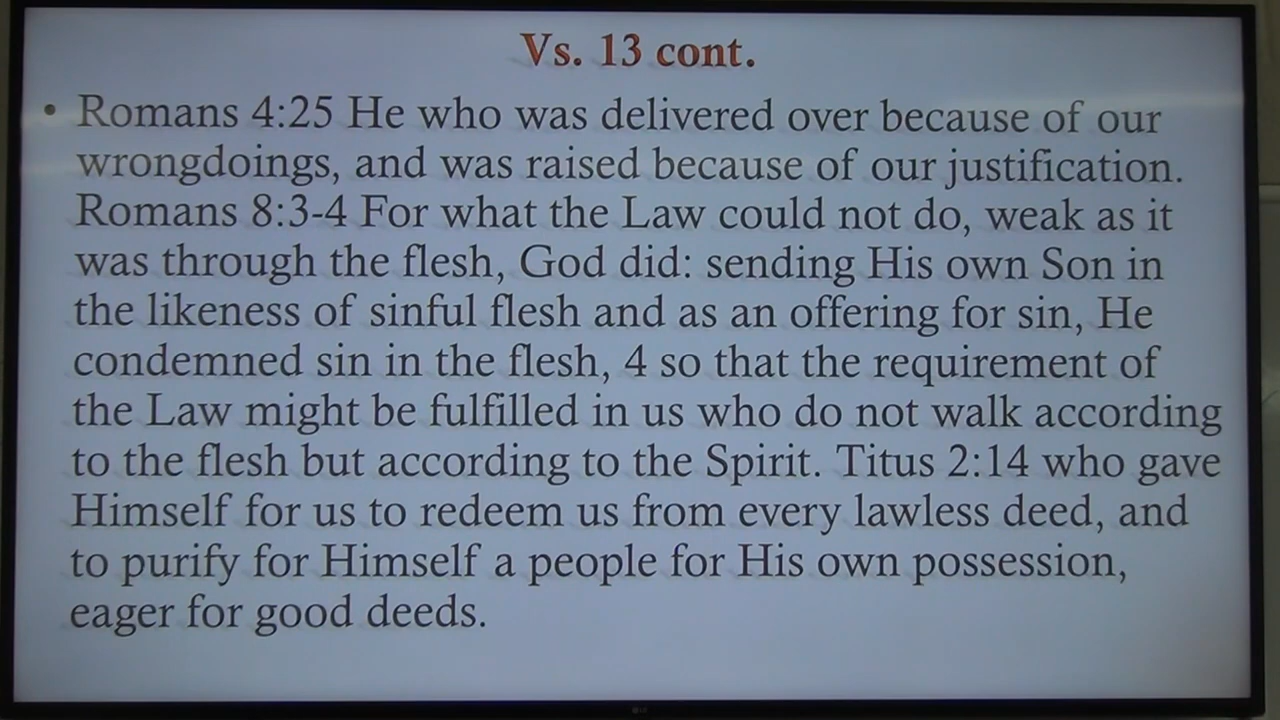 Vs. 13 cont.
• Romans 4:25 He who was delivered over because of our
wrongdoings, and was raised because of our justification.
Romans 8:3-4 For what the Law could not do, weak as it
was through the flesh, God did: sending His own Son in
the likeness of sinful flesh and as an offering for sin, He
condemned sin in the flesh, 4 so that the requirement of
the Law might be fulfilled in us who do not walk according
to the flesh but according to the Spirit. Titus 2:14 who gave
Himself for us to redeem us from every lawless deed, and
to purify for Himself a people for His own possession,
eager for good deeds.